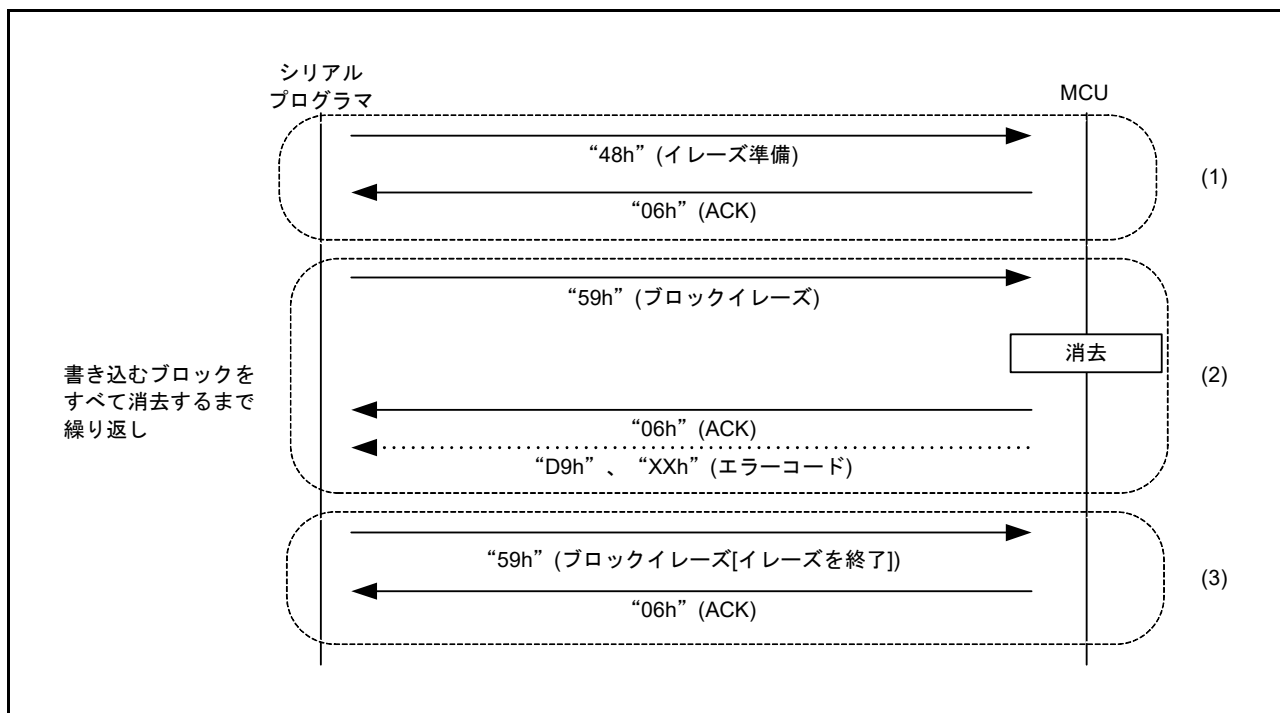 シリアル
プログラマ
MCU
“48h” (イレーズ準備)
“06h” (ACK)
(1)
“59h” (ブロックイレーズ)
消去
書き込むブロックを
すべて消去するまで
繰り返し
(2)
“06h” (ACK)
“D9h” 、 “XXh” (エラーコード)
“59h” (ブロックイレーズ[イレーズを終了])
(3)
“06h” (ACK)